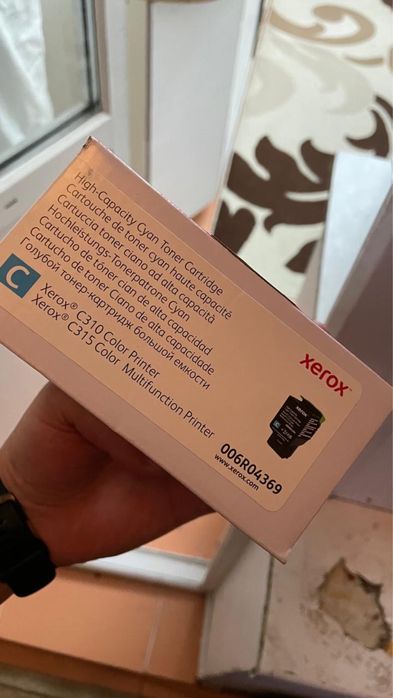 High-Capacity Cyan Toner Cartridge
Cartouche de toner cyan haute capacité
Cartuccia toner ciano ad alta capacità
Hochleistungs-Tonerpatrone Cyan
Cartucho de tóner cian de alta capacidad
Cartucho de toner Ciano de alta capacidade
Голубой тонер-картридж большой емкости
C
Xerox® C310 Color Printer
Xerox® C315 Color Multifunction Printer
xerox
006R04369
www.xerox.com